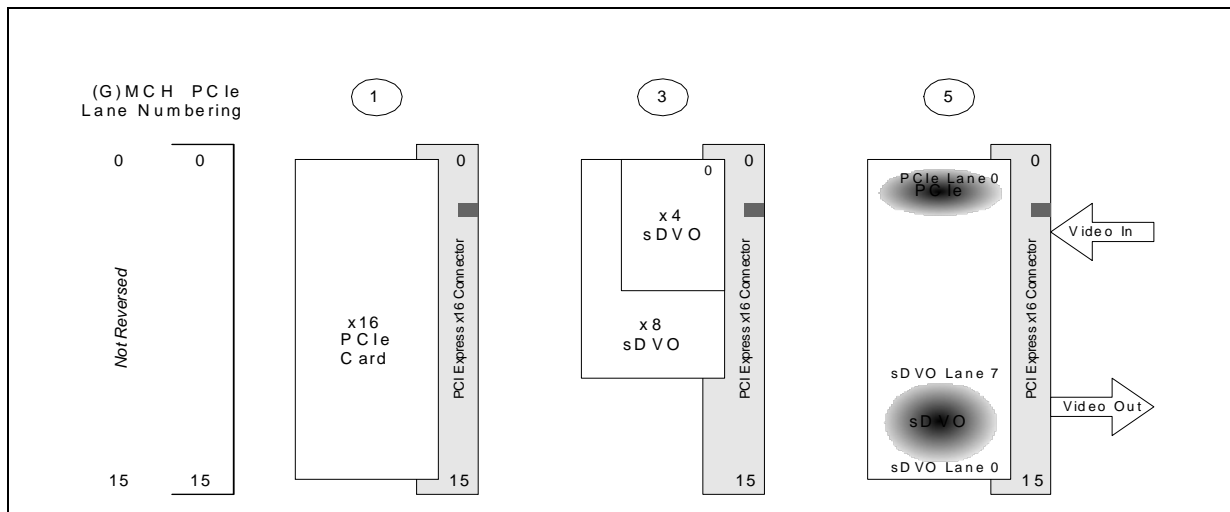 (G)MCH PCIe
Lane Numbering
0
0
Not Reversed
15
15
1
0
x16
PCIe
Card
PCI Express x16 Connector
15
3
0
0
x4
sDVO
x8
sDVO
PCI Express x16 Connector
15
5
0
PCIe Lane 0
PCIe
Video In
PCI Express x16 Connector
sDVO Lane 7
sDVO
Video Out
sDVO Lane 0
15